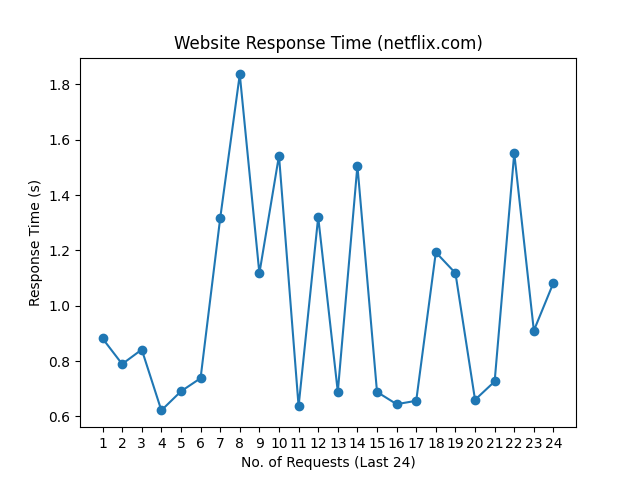 Website Response Time (netflix.com)
1.8
1.6
1.4
1.2
1.0
0.8
0.6
Response Time (s)
1 2 3 4 5 6 7 8 9 10 11 12 13 14 15 16 17 18 19 20 21 22 23 24
No. of Requests (Last 24)